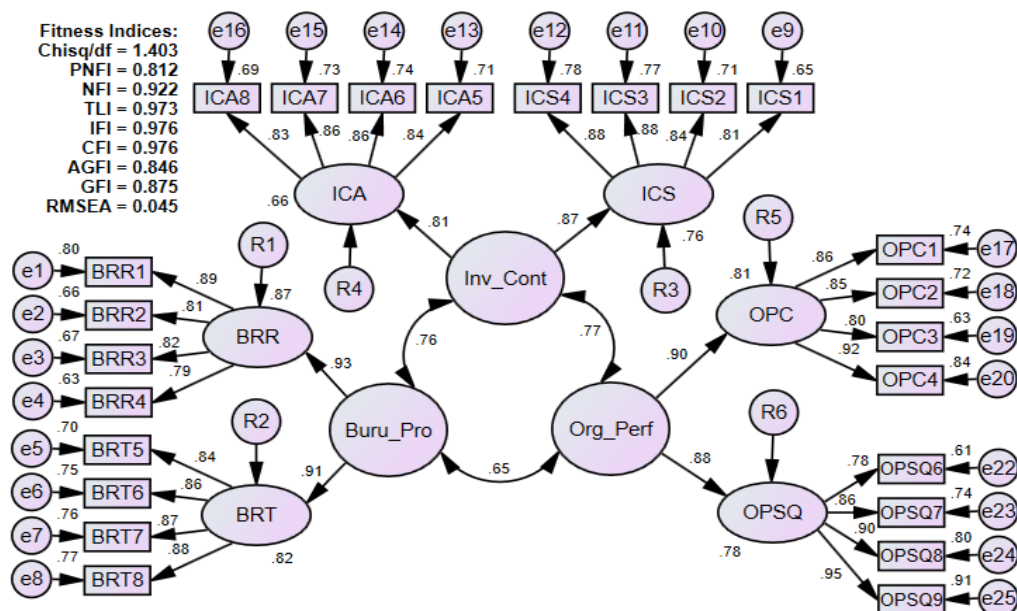 Fitness Indices:
Chisq/df = 1.403
PNFI = 0.812
NFI = 0.922
TLI = 0.973
IFI = 0.976
CFI = 0.976
AGFI = 0.846
GFI = 0.875
RMSEA = 0.045
e16 e15 e14 e13 e12 e11 e10 e9
.69 .73 .74 .71 .78 .77 .71 .65
ICA8 ICA7 ICA6 ICA5 ICS4 ICS3 ICS2 ICS1
.83 .86 .86 .84 .88 .88 .84 .81
ICA ICS
.66 .76
.81 .87
R4 R3
Inv_Cont
R1 R5
.80 .74
e1 BRR1 .89 .87 .81 .86 OPC1 e17
.66 .72
e2 BRR2 .81 .85 OPC2 e18
BRR OPC
.67 .63
e3 BRR3 .82 .80 OPC3 e19
.63 .84
e4 BRR4 .79 .92 OPC4 e20
.76 .77
.93 .90
Buru_Pro Org_Perf
.65
R2 R6
.91 .88
.70 .61
e5 BRT5 .84 .78 OPSQ6 e22
.75 .74
e6 BRT6 .86 .86 OPSQ7 e23
BRT OPSQ
.76 .80
e7 BRT7 .87 .90 OPSQ8 e24
.82 .78
.77 .91
e8 BRT8 .88 .95 OPSQ9 e25